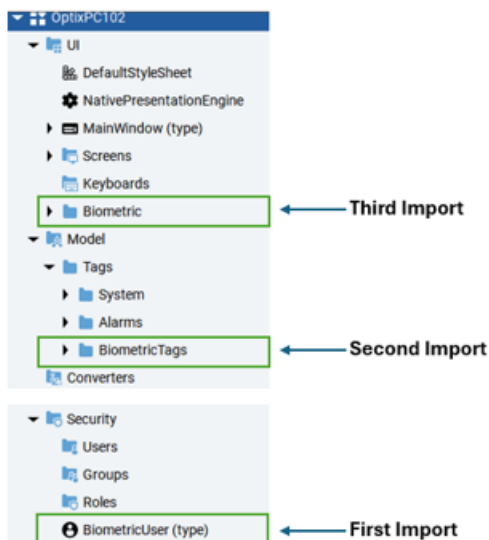 OptixPC102
UI
DefaultStyleSheet
NativePresentationEngine
MainWindow (type)
Screens
Keyboards
Biometric
Third Import
Model
Tags
System
Alarms
BiometricTags
Second Import
Converters
Security
Users
Groups
Roles
BiometricUser (type)
First Import